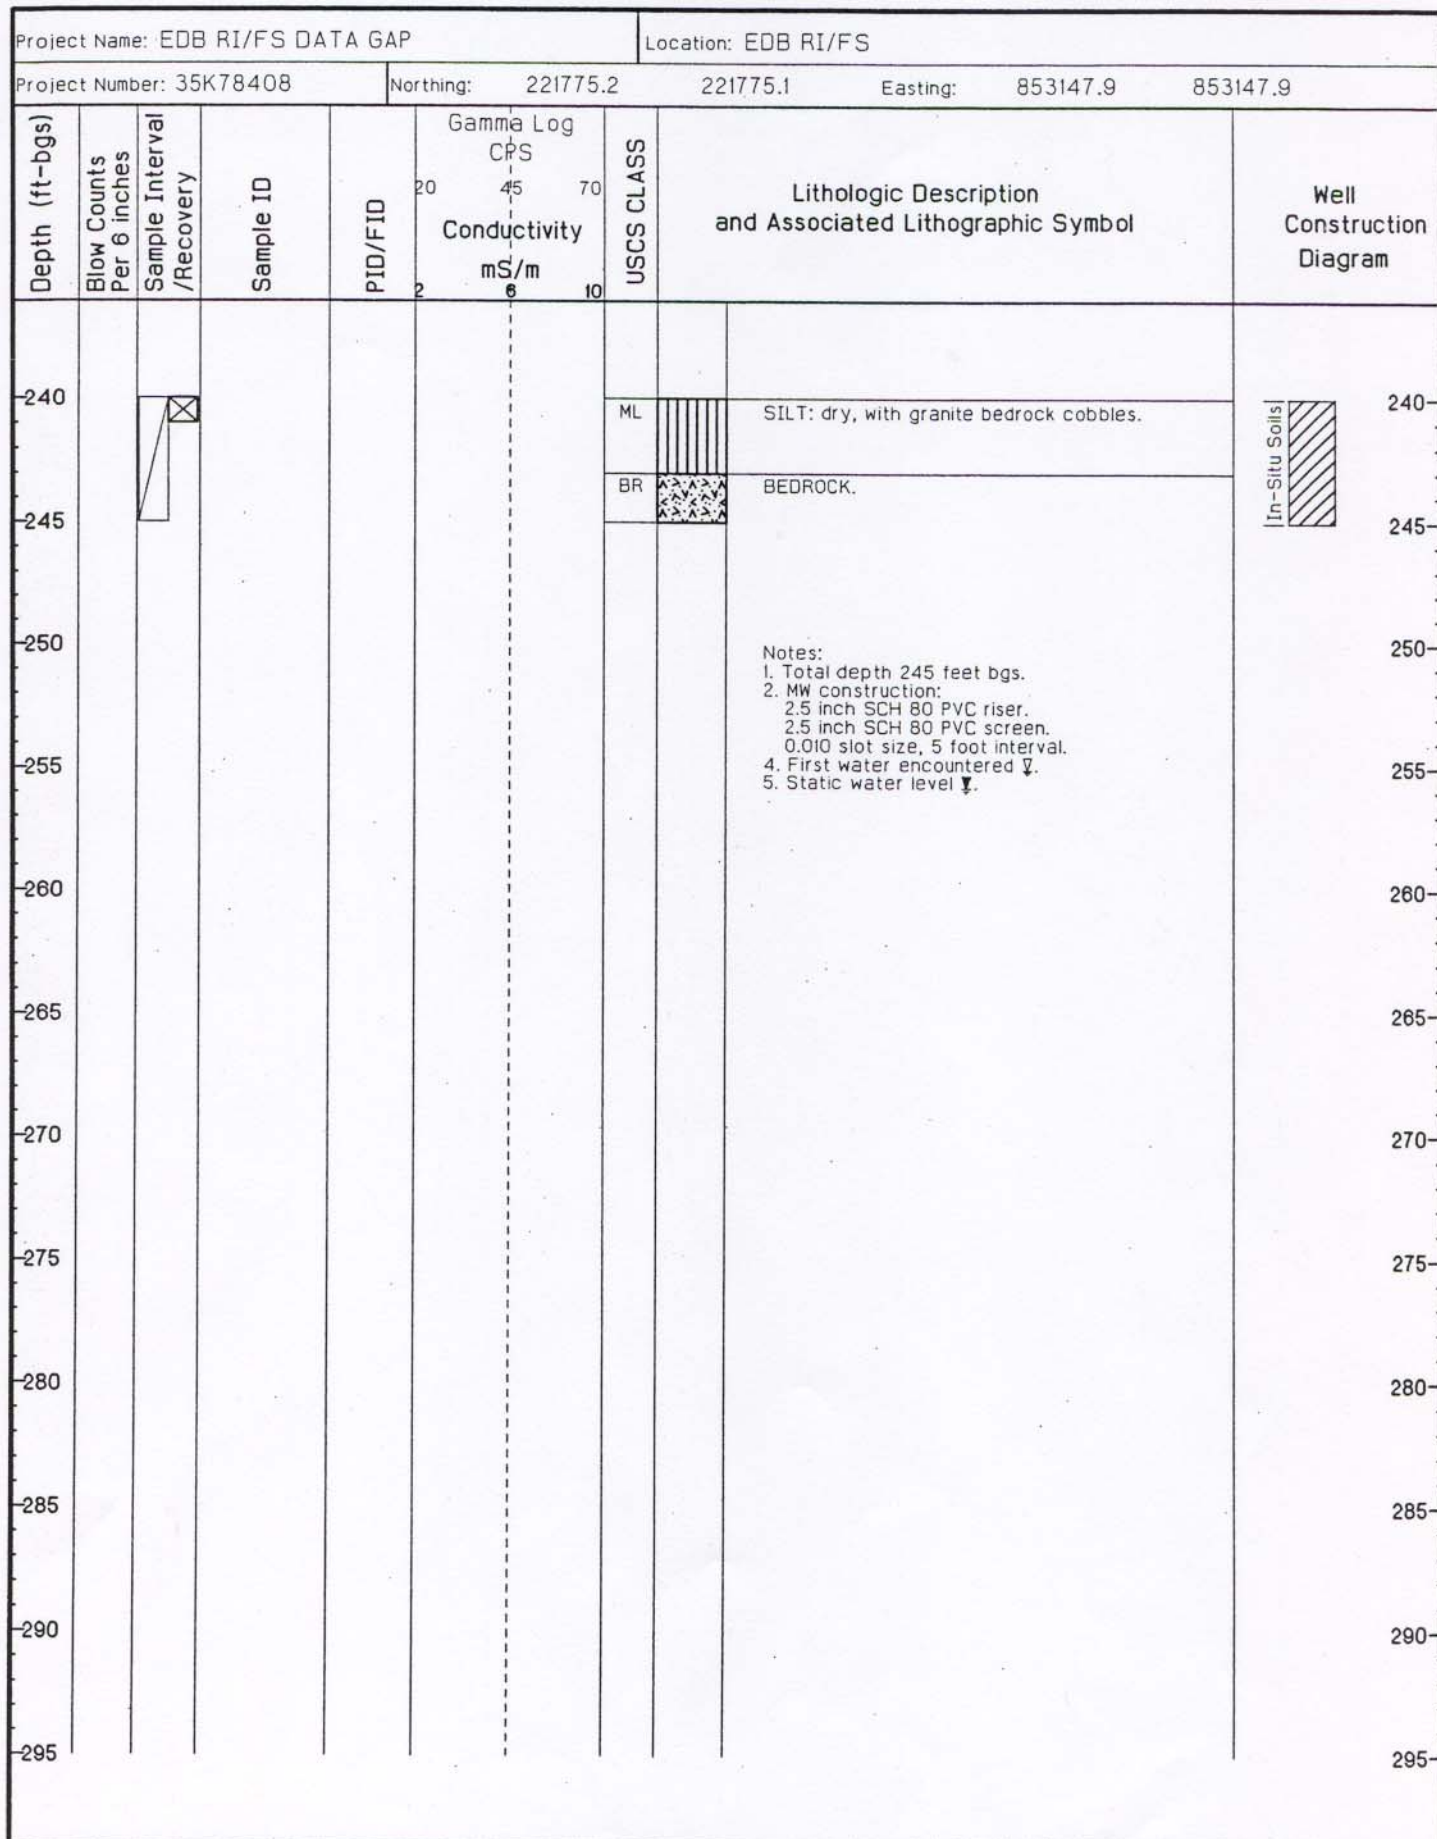 Project Name: EDB RI/FS DATA GAP
Location: EDB RI/FS
Project Number: 35K78408
Northing: 221775.2 221775.1 Easting: 853147.9 853147.9
Depth (ft-bgs)
Blow Counts
Per 6 inches
Sample Interval
/Recovery
Sample ID
PID/FID
Gamma Log
CPS
20 45 70
Conductivity
mS/m
2 6 10
USCS CLASS
Lithologic Description
and Associated Lithographic Symbol
Well
Construction
Diagram
240 240
ML SILT: dry, with granite bedrock cobbles.
In-Situ Soils
BR BEDROCK.
245 245
250 250
Notes:
1. Total depth 245 feet bgs.
2. MW construction:
2.5 inch SCH 80 PVC riser.
2.5 inch SCH 80 PVC screen.
0.010 slot size, 5 foot interval.
4. First water encountered .
5. Static water level .
255 255
260 260
265 265
270 270
275 275
280 280
285 285
290 290
295 295